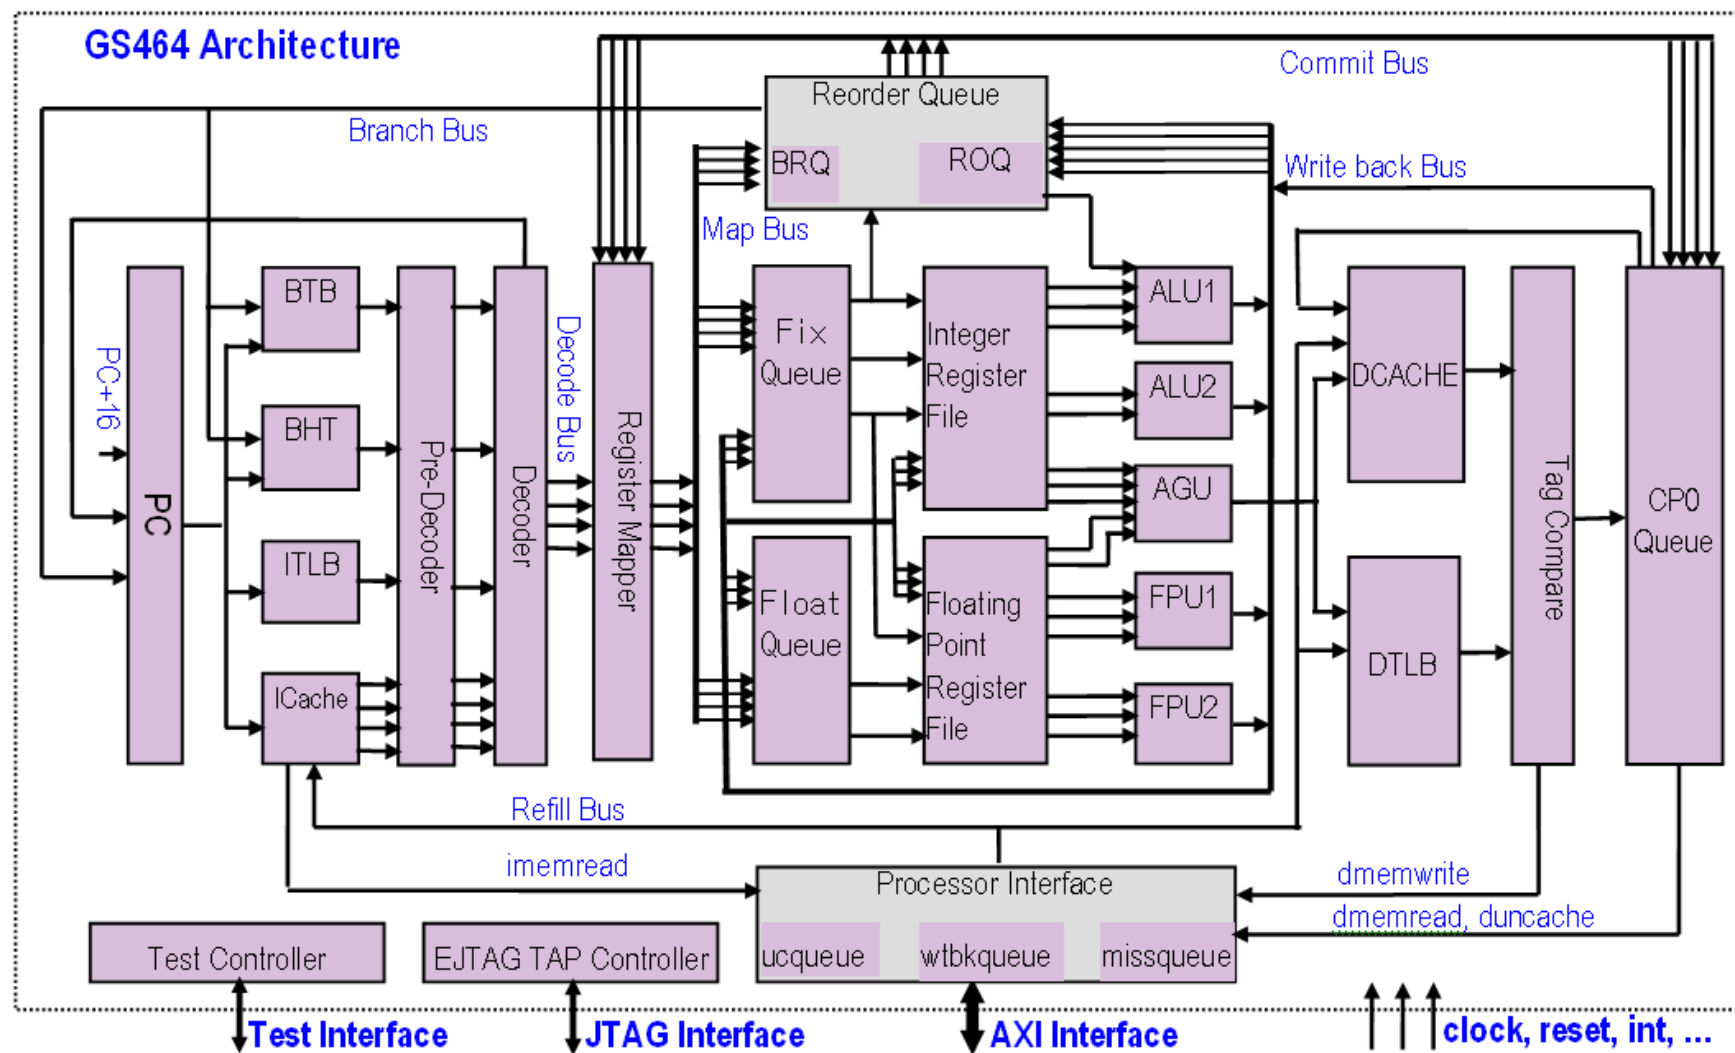 GS464 Architecture
Commit Bus
Reorder Queue
Branch Bus
BRQ
ROQ
Write back Bus
Map Bus
PC+16
PC
BTB
BHT
ITLB
ICache
Pre-Decoder
Decoder
Decode Bus
Register Mapper
Fix
Queue
Float
Queue
Integer
Register
File
Floating
Point
Register
File
ALU1
ALU2
AGU
FPU1
FPU2
DCACHE
DTLB
Tag Compare
CP0
Queue
Refill Bus
imemread
Processor Interface
dmemwrite
dmemread, duncache
ucqueue
wtbkqueue
missqueue
Test Controller
EJTAG TAP Controller
Test Interface
JTAG Interface
AXI Interface
clock, reset, int, ...